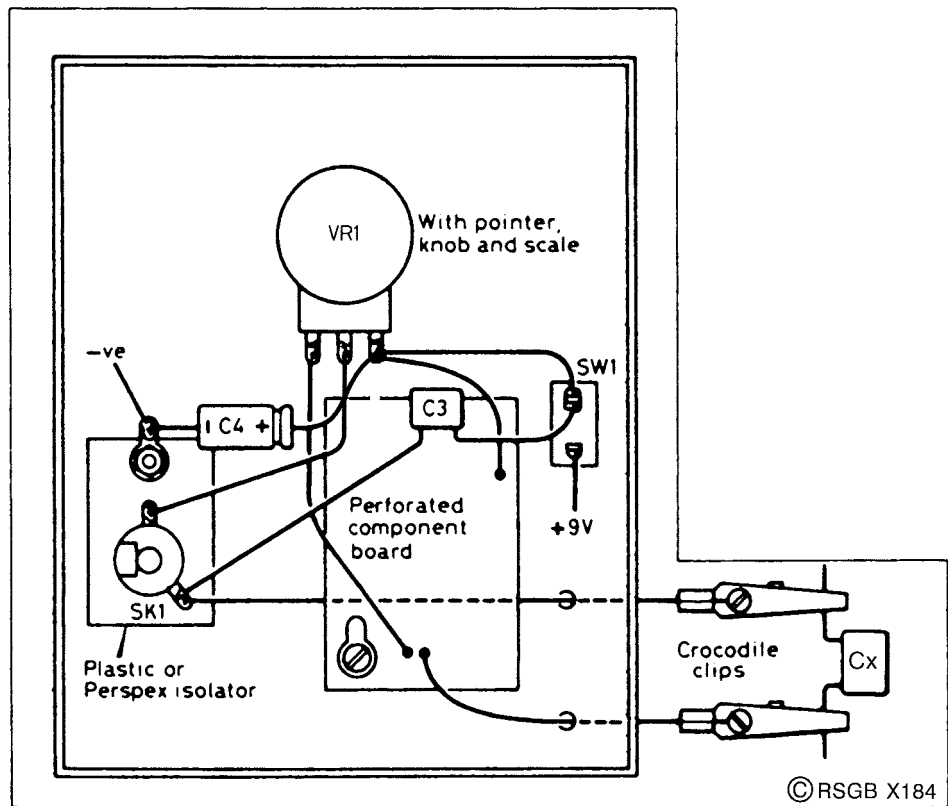 VR1
With pointer,
knob and scale
-ve
SW1
C4 +
C3
Perforated
component
board
+9V
SK1
Plastic or
Perspex isolator
Crocodile
clips
Cx
© RSGB X184